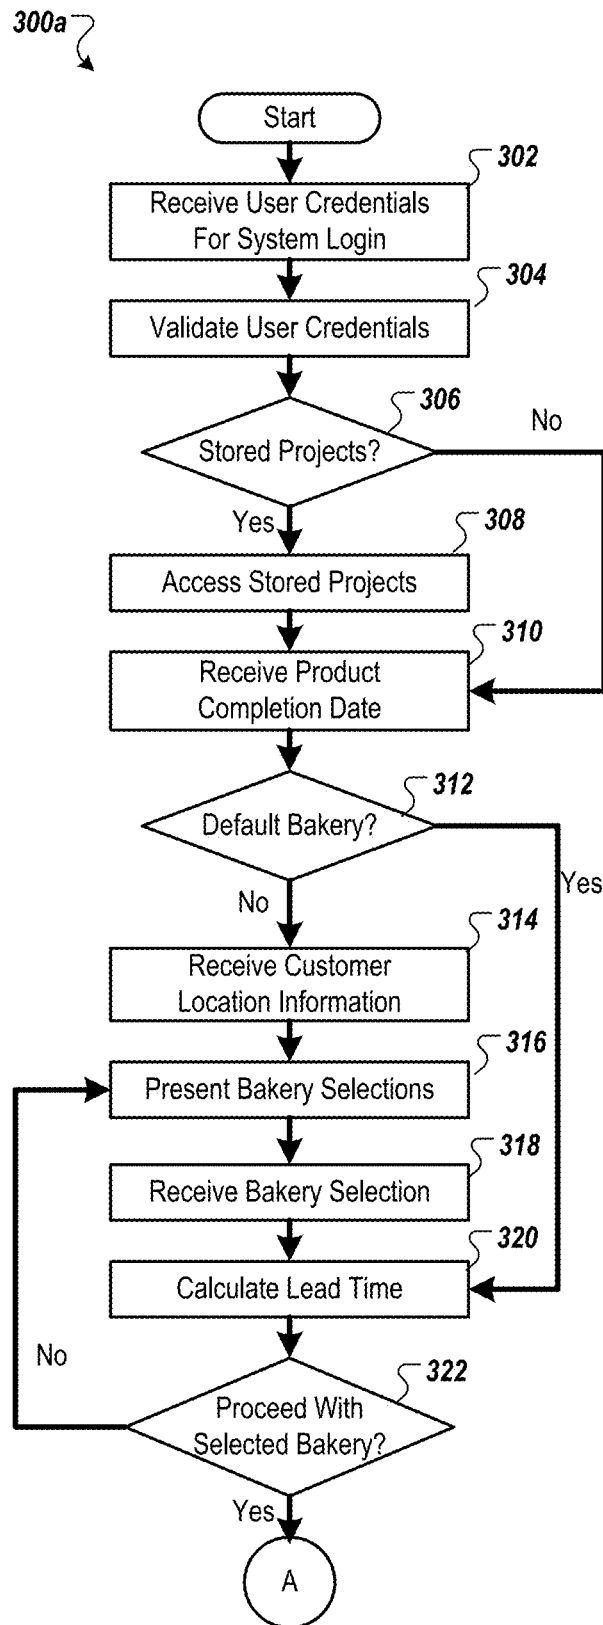 300a
Start
302
Receive User Credentials
For System Login
304
Validate User Credentials
306
No
Stored Projects?
Yes
308
Access Stored Projects
310
Receive Product
Completion Date
312
Default Bakery?
Yes
No
314
Receive Customer
Location Information
316
Present Bakery Selections
318
Receive Bakery Selection
320
Calculate Lead Time
No
322
Proceed With
Selected Bakery?
Yes
A